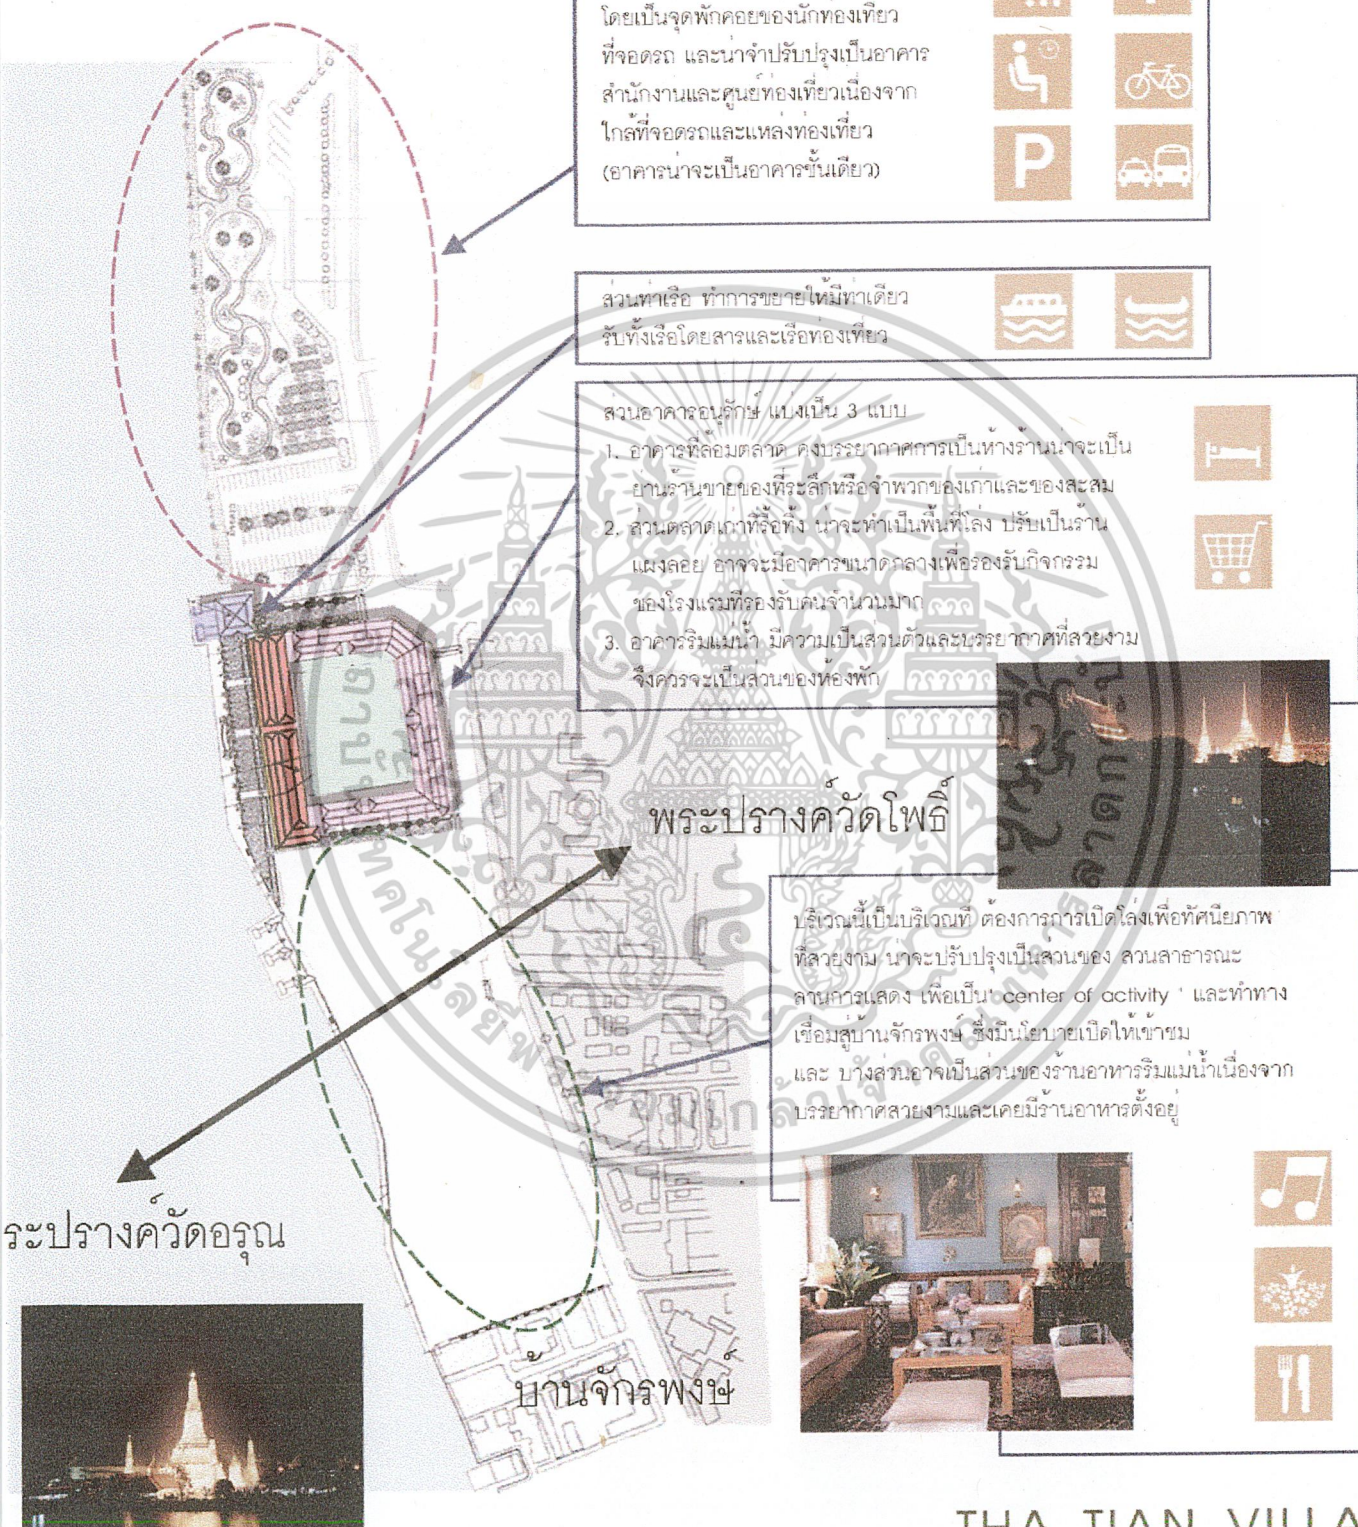 โดยเป็นจุดพักคอยของนักท่องเที่ยว
ที่จอดรถ และน่าจำปรับปรุงเป็นอาคาร
สำนักงานและศูนย์ท่องเที่ยวเนื่องจาก
ใกล้ที่จอดรถและแหล่งท่องเที่ยว
(อาคารน่าจะเป็นอาคารชั้นเดียว)
P
ส่วนท่าเรือ ทำการขยายให้มีท่าเดียว
รับทั้งเรือโดยสารและเรือท่องเที่ยว
ส่วนอาคารอนุรักษ์ แบ่งเป็น 3 แบบ
1. อาคารที่ล้อมตลาด คงบรรยากาศการเป็นห้างร้านน่าจะเป็น
ย่านร้านขายของที่ระลึกหรือจำพวกของเก่าและของสะสม
2. ส่วนตลาดเก่าที่รื้อทิ้ง น่าจะทำเป็นพื้นที่โล่ง ปรับเป็นร้าน
แผงลอย อาจจะมีอาคารขนาดกลางเพื่อรองรับกิจกรรม
ของโรงแรมที่รองรับคนจำนวนมาก
3. อาคารริมแม่น้ำ มีความเป็นส่วนตัวและบรรยากาศที่สวยงาม
จึงควรจะเป็นส่วนของห้องพัก
พระปรางค์วัดโพธิ์
บริเวณนี้เป็นบริเวณที่ ต้องการการเปิดโล่งเพื่อทัศนียภาพ
ที่สวยงาม น่าจะปรับปรุงเป็นส่วนของ สวนสาธารณะ
ลานการแสดง เพื่อเป็น' center of activity ' และทำทาง
เชื่อมสู่บ้านจักรพงษ์ ซึ่งมีนโยบายเปิดให้เข้าชม
และ บางส่วนอาจเป็นส่วนของร้านอาหารริมแม่น้ำเนื่องจาก
บรรยากาศสวยงามและเคยมีร้านอาหารตั้งอยู่
ระปรางค์วัดอรุณ
บ้านจักรพงษ์
THA TIAN VILLA